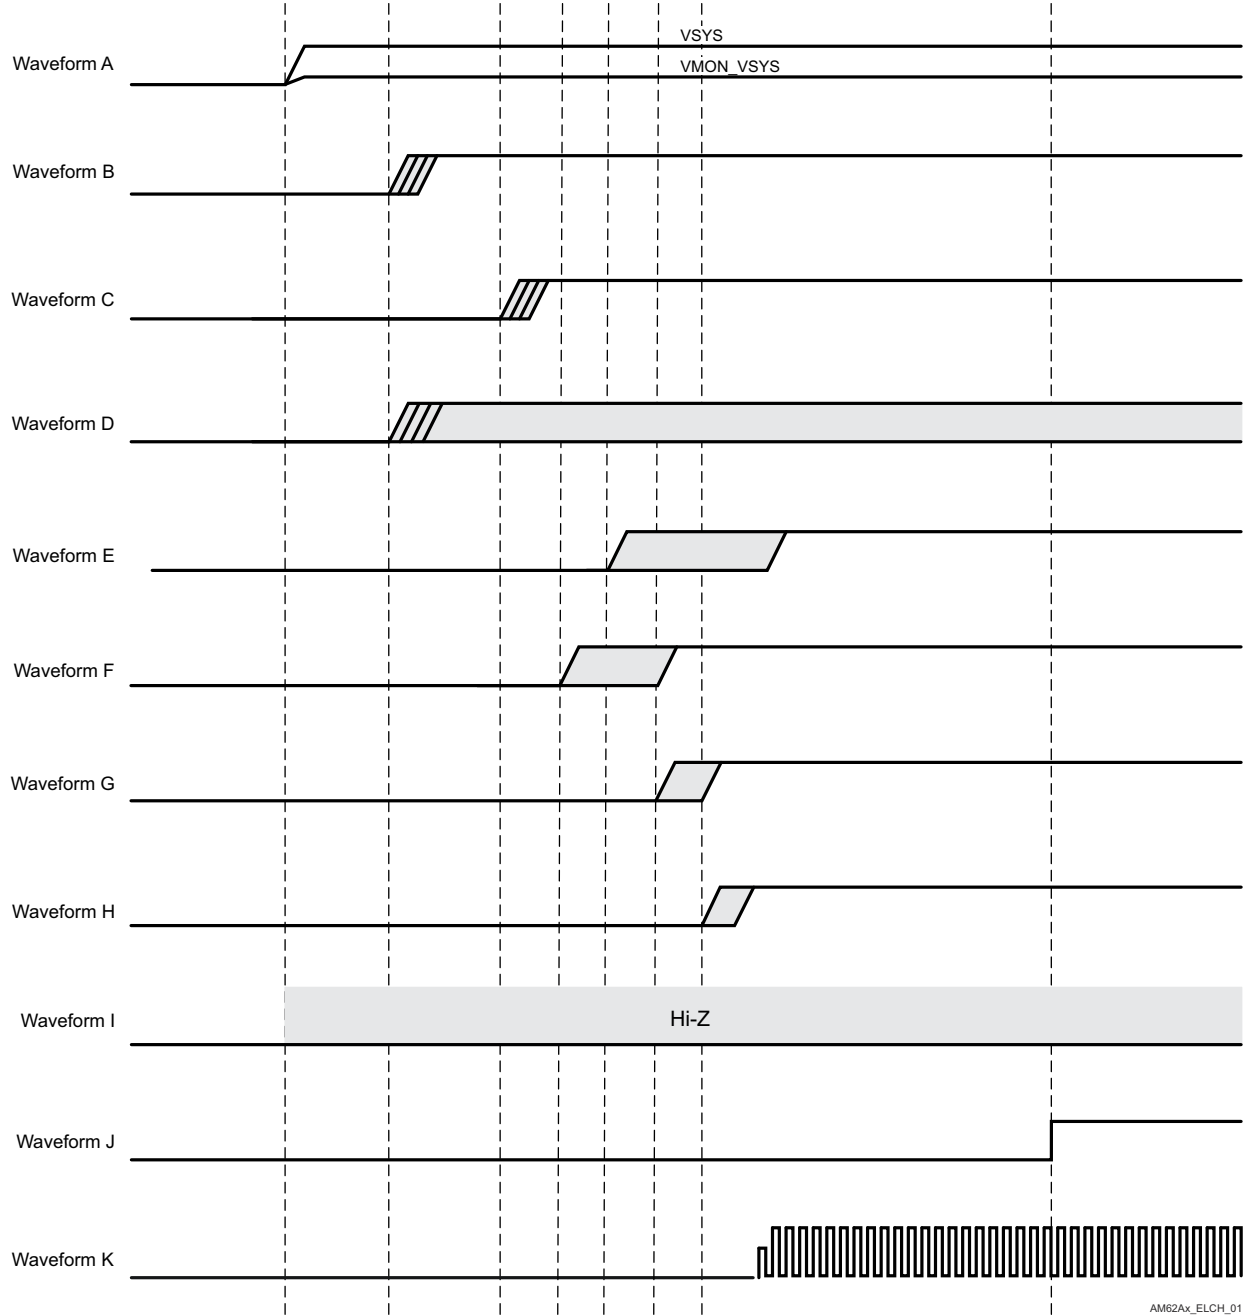 VSYS
Waveform A
VMON_VSYS
Waveform B
Waveform C
Waveform D
Waveform E
Waveform F
Waveform G
Waveform H
Waveform I
Hi-Z
Waveform J
Waveform K
AM62Ax_ELCH_01